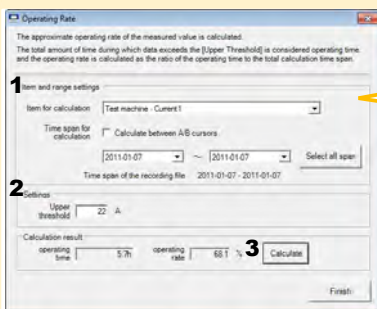 Operating Rate
The approximate operating rate of the measured value is calculated.
The total amount of time during which data exceeds the [Upper Threshold] is considered operating time
and the operating rate is calculated as the ratio of the operating time to the total calculation time span.
1
Item and range settings
Item for calculation Test machine - Current1
Time span for
calculation Calculate between A/B cursors
2011-01-07 ~ 2011-01-07 Select all span
Time span of the recording file 2011-01-07 - 2011-01-07
2
Settings
Upper
threshold 22 A
Calculation result
operating
time 5.7h operating
rate 68.1 % 3 Calculate
Finish